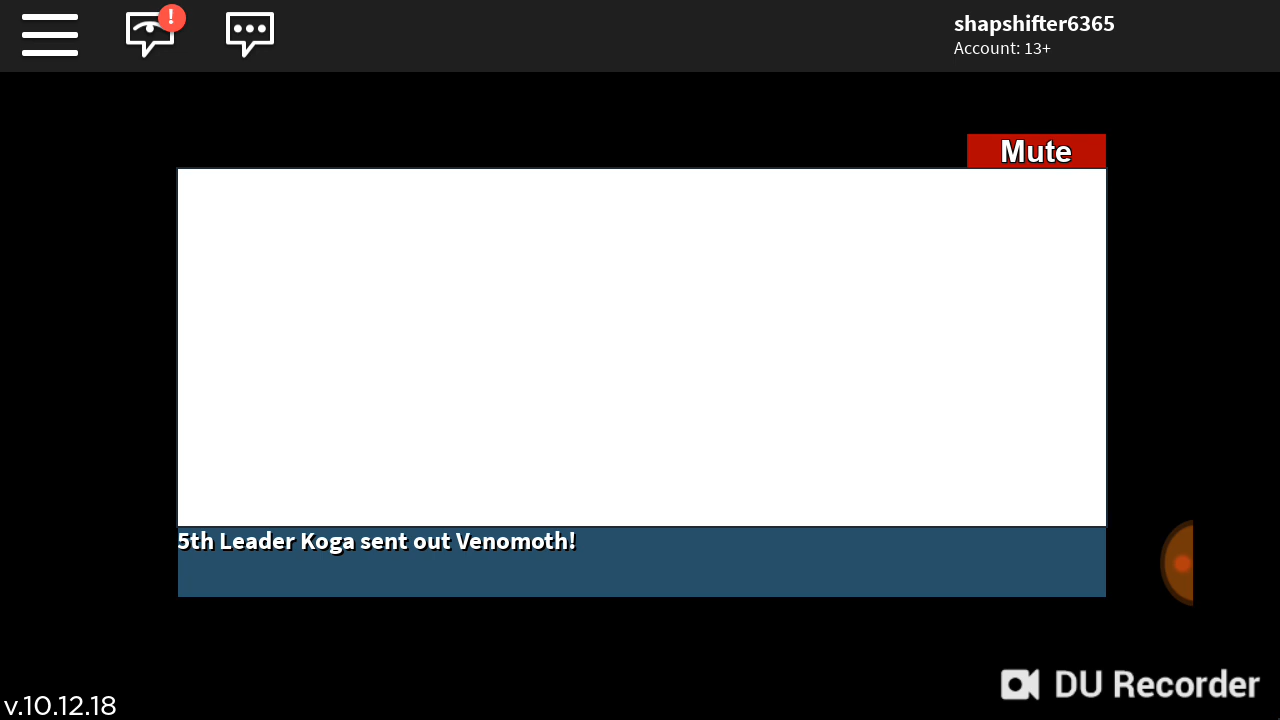 !
shapshifter6365
Account: 13+
Mute
5th Leader Koga sent out Venomoth!
DU Recorder
v.10.12.18